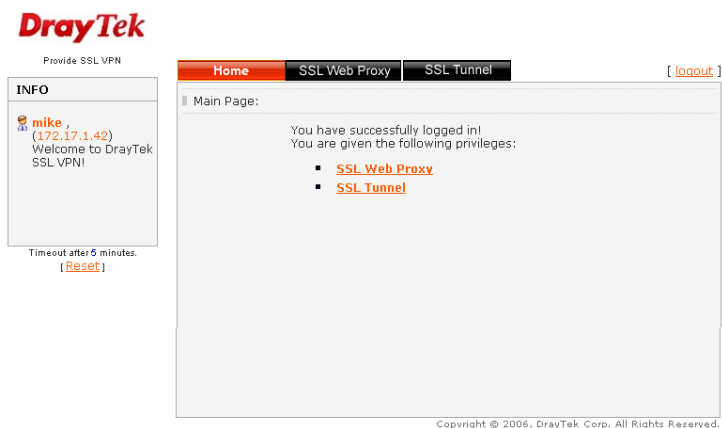 DrayTek
Provide SSL VPN
INFO
mike ,
(172.17.1.42)
Welcome to DrayTek
SSL VPN!
Timeout after 5 minutes.
[ Reset ]
Home
SSL Web Proxy
SSL Tunnel
[ logout ]
Main Page:
You have successfully logged in!
You are given the following privileges:
SSL Web Proxy
SSL Tunnel
Copyright © 2006, DrayTek Corp. All Rights Reserved.